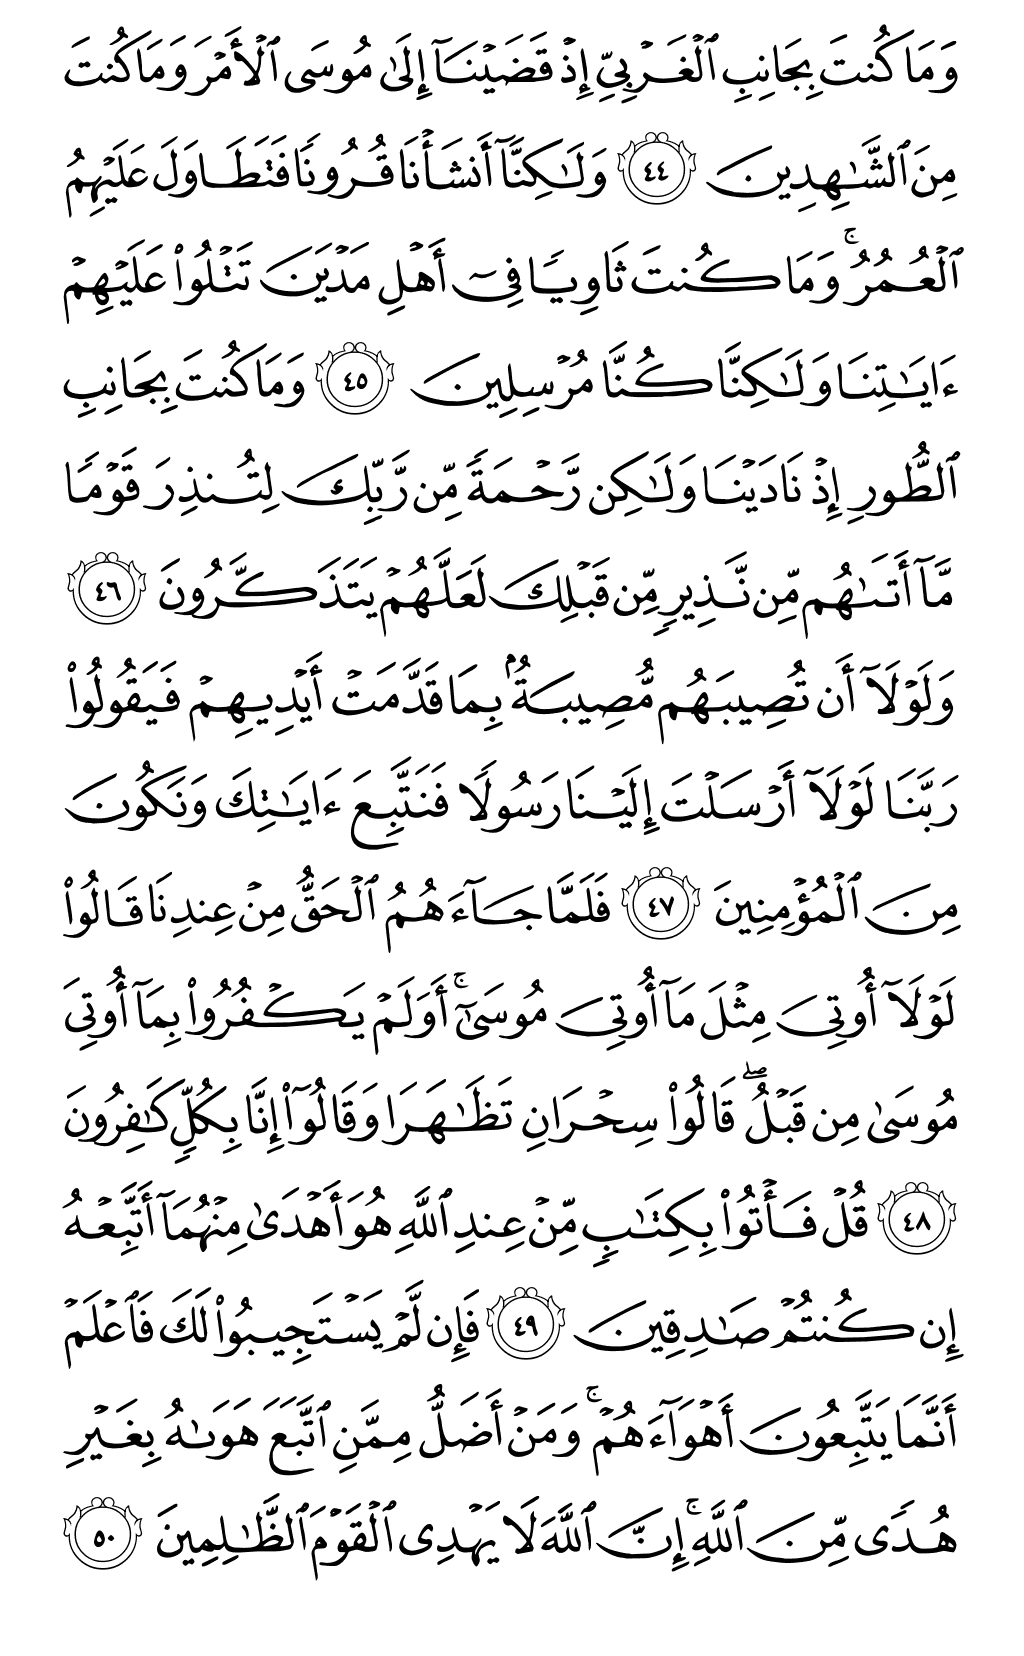 وَمَا كُنتَ بِجَانِبِ ٱلْغَرْبِىِّ إِذْ قَضَيْنَآ إِلَىٰ مُوسَى ٱلْأَمْرَ وَمَا كُنتَ
مِنَ ٱلشَّـٰهِدِينَ ٤٤ وَلَـٰكِنَّآ أَنشَأْنَا قُرُونًا فَتَطَاوَلَ عَلَيْهِمُ
ٱلْعُمُرُ ۚ وَمَا كُنتَ ثَاوِيًا فِىٓ أَهْلِ مَدْيَنَ تَتْلُوا۟ عَلَيْهِمْ
ءَايَـٰتِنَا وَلَـٰكِنَّا كُنَّا مُرْسِلِينَ ٤٥ وَمَا كُنتَ بِجَانِبِ
ٱلطُّورِ إِذْ نَادَيْنَا وَلَـٰكِن رَّحْمَةً مِّن رَّبِّكَ لِتُنذِرَ قَوْمًا
مَّآ أَتَىٰهُم مِّن نَّذِيرٍ مِّن قَبْلِكَ لَعَلَّهُمْ يَتَذَكَّرُونَ ٤٦
وَلَوْلَآ أَن تُصِيبَهُم مُّصِيبَةٌۢ بِمَا قَدَّمَتْ أَيْدِيهِمْ فَيَقُولُوا۟
رَبَّنَا لَوْلَآ أَرْسَلْتَ إِلَيْنَا رَسُولًا فَنَتَّبِعَ ءَايَـٰتِكَ وَنَكُونَ
مِنَ ٱلْمُؤْمِنِينَ ٤٧ فَلَمَّا جَآءَهُمُ ٱلْحَقُّ مِنْ عِندِنَا قَالُوا۟
لَوْلَآ أُوتِىَ مِثْلَ مَآ أُوتِىَ مُوسَىٰٓ ۚ أَوَلَمْ يَكْفُرُوا۟ بِمَآ أُوتِىَ
مُوسَىٰ مِن قَبْلُ ۖ قَالُوا۟ سِحْرَانِ تَظَـٰهَرَا وَقَالُوٓا۟ إِنَّا بِكُلٍّ كَـٰفِرُونَ
٤٨ قُلْ فَأْتُوا۟ بِكِتَـٰبٍ مِّنْ عِندِ ٱللَّهِ هُوَ أَهْدَىٰ مِنْهُمَآ أَتَّبِعْهُ
إِن كُنتُمْ صَـٰدِقِينَ ٤٩ فَإِن لَّمْ يَسْتَجِيبُوا۟ لَكَ فَٱعْلَمْ
أَنَّمَا يَتَّبِعُونَ أَهْوَآءَهُمْ ۚ وَمَنْ أَضَلُّ مِمَّنِ ٱتَّبَعَ هَوَىٰهُ بِغَيْرِ
هُدًى مِّنَ ٱللَّهِ ۚ إِنَّ ٱللَّهَ لَا يَهْدِى ٱلْقَوْمَ ٱلظَّـٰلِمِينَ ٥٠